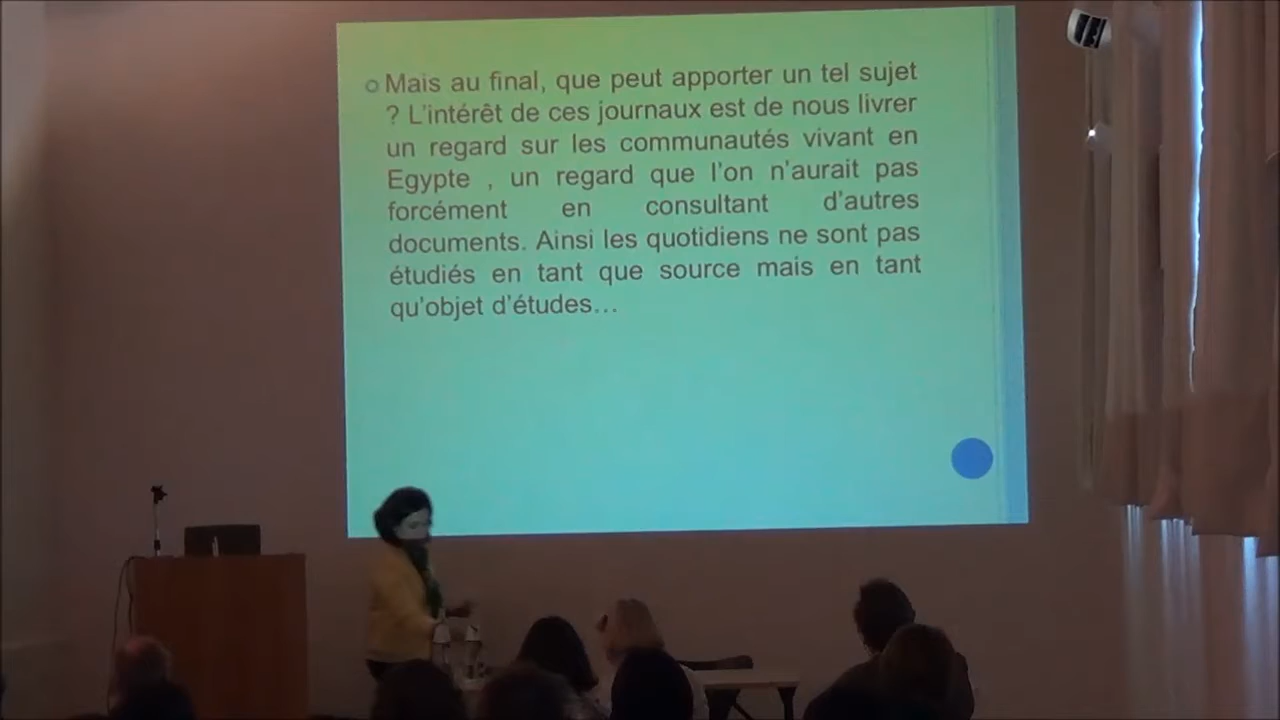 Mais au final, que peut apporter un tel sujet
? L'intérêt de ces journaux est de nous livrer
un regard sur les communautés vivant en
Egypte , un regard que l'on n'aurait pas
forcément en consultant d'autres
documents. Ainsi les quotidiens ne sont pas
étudiés en tant que source mais en tant
qu'objet d'études…